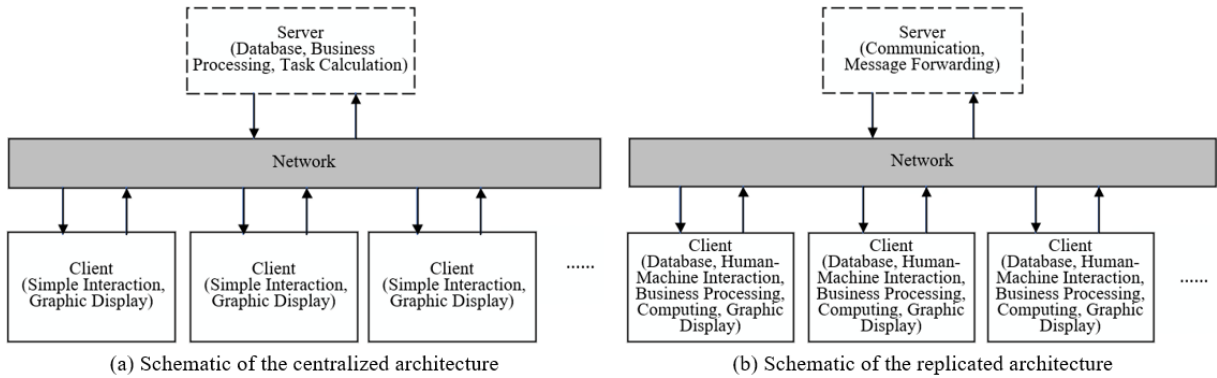 Server
(Database, Business
Processing, Task Calculation)
Network
Client
(Simple Interaction,
Graphic Display)
Client
(Simple Interaction,
Graphic Display)
Client
(Simple Interaction,
Graphic Display)
......
(a) Schematic of the centralized architecture
Server
(Communication,
Message Forwarding)
Network
Client
(Database, Human-
Machine Interaction,
Business Processing,
Computing, Graphic
Display)
Client
(Database, Human-
Machine Interaction,
Business Processing,
Computing, Graphic
Display)
Client
(Database, Human-
Machine Interaction,
Business Processing,
Computing, Graphic
Display)
......
(b) Schematic of the replicated architecture